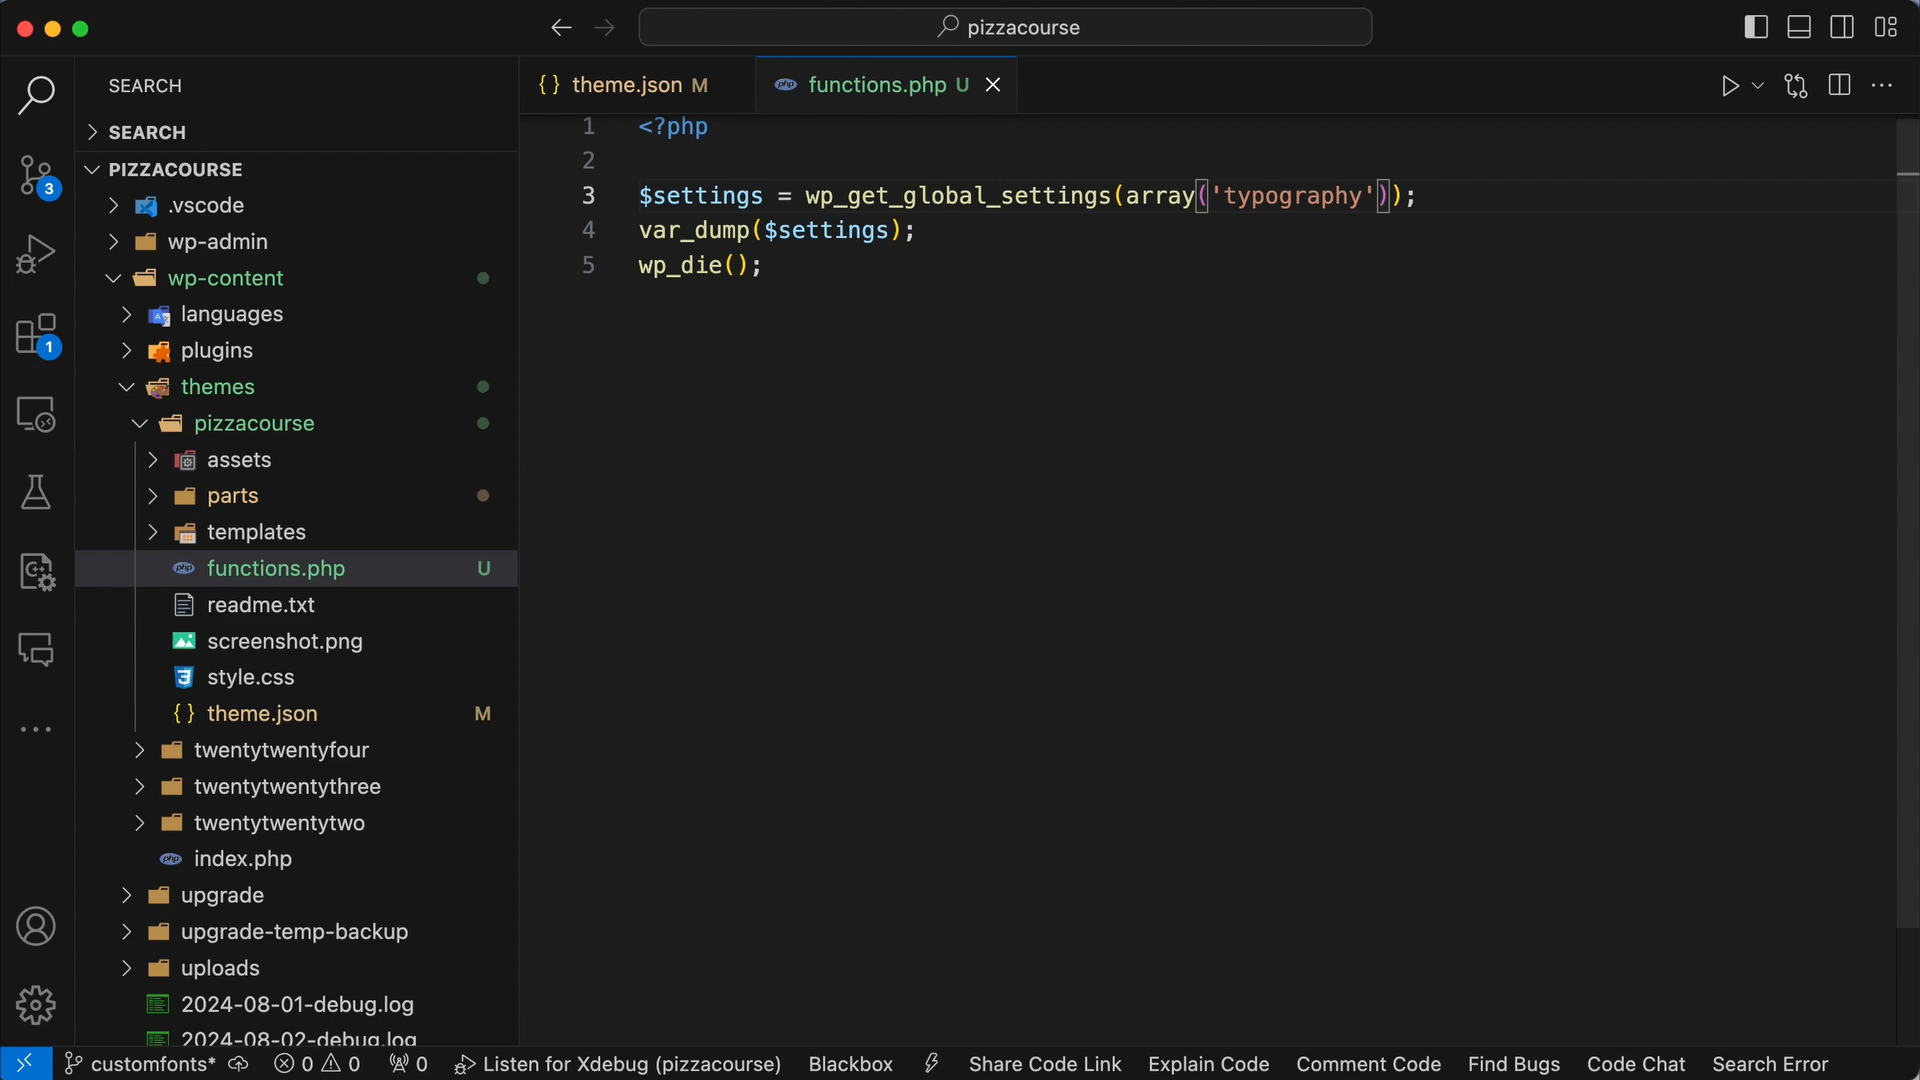 pizzacourse
SEARCH
SEARCH
PIZZACOURSE
.vscode
wp-admin
wp-content
languages
plugins
themes
pizzacourse
assets
parts
templates
functions.php U
readme.txt
screenshot.png
style.css
theme.json M
twentytwentyfour
twentytwentythree
twentytwentytwo
index.php
upgrade
upgrade-temp-backup
uploads
2024-08-01-debug.log
2024-08-02-debug.log
3
1
theme.json M
functions.php U
1 <?php
2
3 $settings = wp_get_global_settings(array('typography'));
4 var_dump($settings);
5 wp_die();
customfonts* 0 0 0 Listen for Xdebug (pizzacourse) Blackbox Share Code Link Explain Code Comment Code Find Bugs Code Chat Search Error